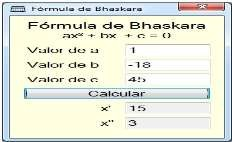 Fórmula de Bhaskara
Fórmula de Bhaskara
ax² + bx + c = 0
Valor de a 1
Valor de b -18
Valor de c 45
Calcular
x' 15
x" 3